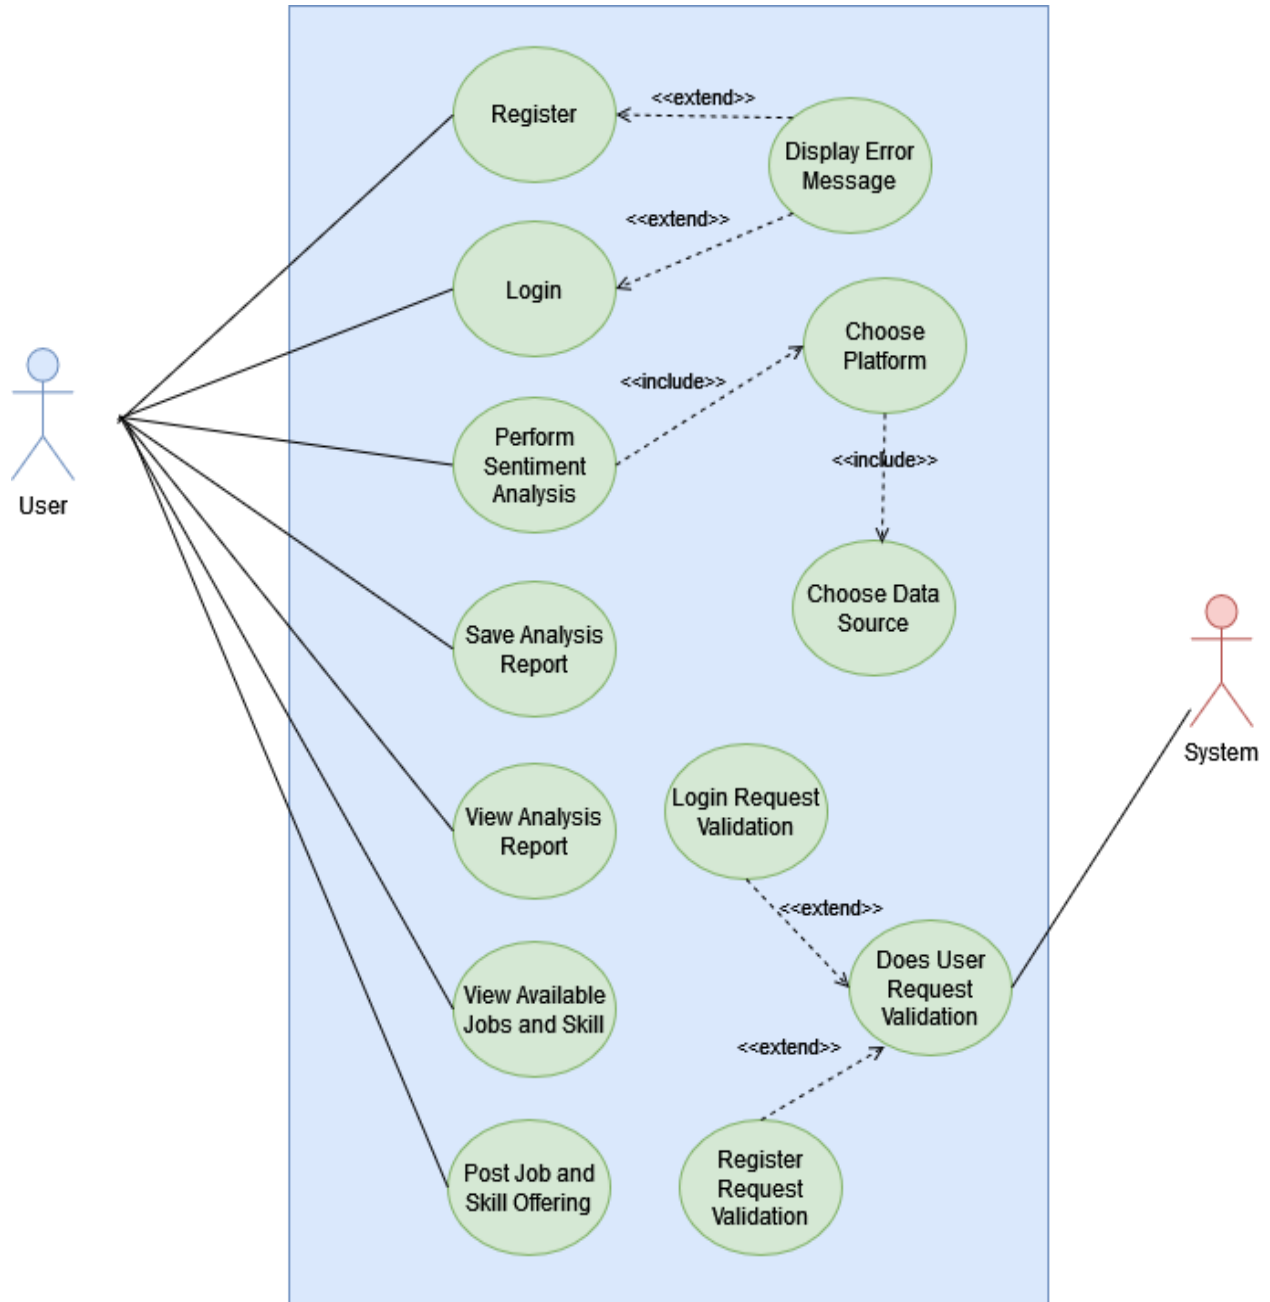 Register
<<extend>>
Display Error
Message
<<extend>>
Login
Choose
Platform
<<include>>
Perform
Sentiment
Analysis
<<include>>
User
Choose Data
Source
Save Analysis
Report
System
Login Request
Validation
View Analysis
Report
<<extend>>
Does User
Request
Validation
View Available
Jobs and Skill
<<extend>>
Post Job and
Skill Offering
Register
Request
Validation